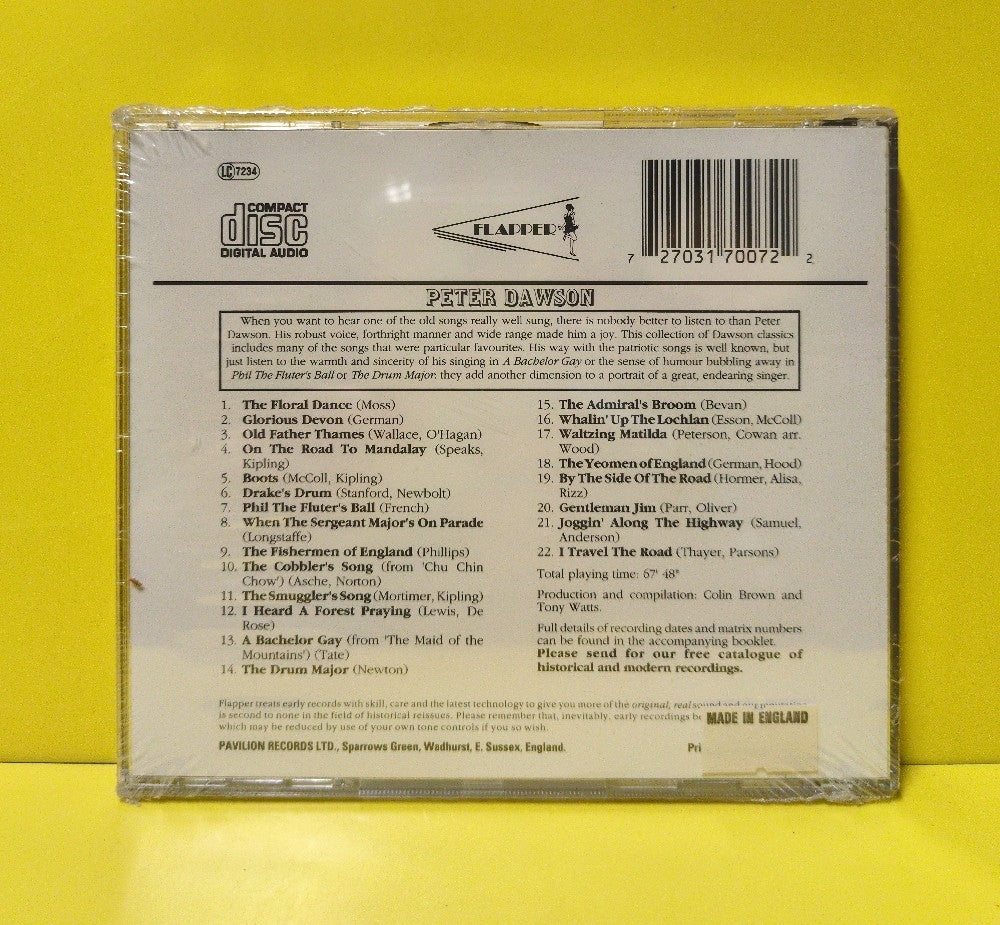 LC 7234
COMPACT
disc
DIGITAL AUDIO
FLAPPER
7 27031 70072 2
PETER DAWSON
When you want to hear one of the old songs really well sung, there is nobody better to listen to than Peter
Dawson. His robust voice, forthright manner and wide range made him a joy. This collection of Dawson classics
includes many of the songs that were particular favourites. His way with the patriotic songs is well known, but
just listen to the warmth and sincerity of his singing in A Bachelor Gay or the sense of humour bubbling away in
Phil The Fluter's Ball or The Drum Major: they add another dimension to a portrait of a great, endearing singer.
1. The Floral Dance (Moss)
2. Glorious Devon (German)
3. Old Father Thames (Wallace, O'Hagan)
4. On The Road To Mandalay (Speaks,
Kipling)
5. Boots (McColl, Kipling)
6. Drake's Drum (Stanford, Newbolt)
7. Phil The Fluter's Ball (French)
8. When The Sergeant Major's On Parade
(Longstaffe)
9. The Fishermen of England (Phillips)
10. The Cobbler's Song (from 'Chu Chin
Chow') (Asche, Norton)
11. The Smuggler's Song (Mortimer, Kipling)
12. I Heard A Forest Praying (Lewis, De
Rose)
13. A Bachelor Gay (from 'The Maid of the
Mountains') (Tate)
14. The Drum Major (Newton)
15. The Admiral's Broom (Bevan)
16. Whalin' Up The Lochlan (Esson, McColl)
17. Waltzing Matilda (Peterson, Cowan arr.
Wood)
18. The Yeomen of England (German, Hood)
19. By The Side Of The Road (Hormer, Alisa,
Rizz)
20. Gentleman Jim (Parr, Oliver)
21. Joggin' Along The Highway (Samuel,
Anderson)
22. I Travel The Road (Thayer, Parsons)
Total playing time: 67' 48"
Production and compilation: Colin Brown and
Tony Watts.
Full details of recording dates and matrix numbers
can be found in the accompanying booklet.
Please send for our free catalogue of
historical and modern recordings.
Flapper treats early records with skill, care and the latest technology to give you more of the original, real sound and our reputation
is second to none in the field of historical reissues. Please remember that, inevitably, early recordings
which may be reduced by use of your own tone controls if you so wish.
MADE IN ENGLAND
PAVILION RECORDS LTD., Sparrows Green, Wadhurst, E. Sussex, England.